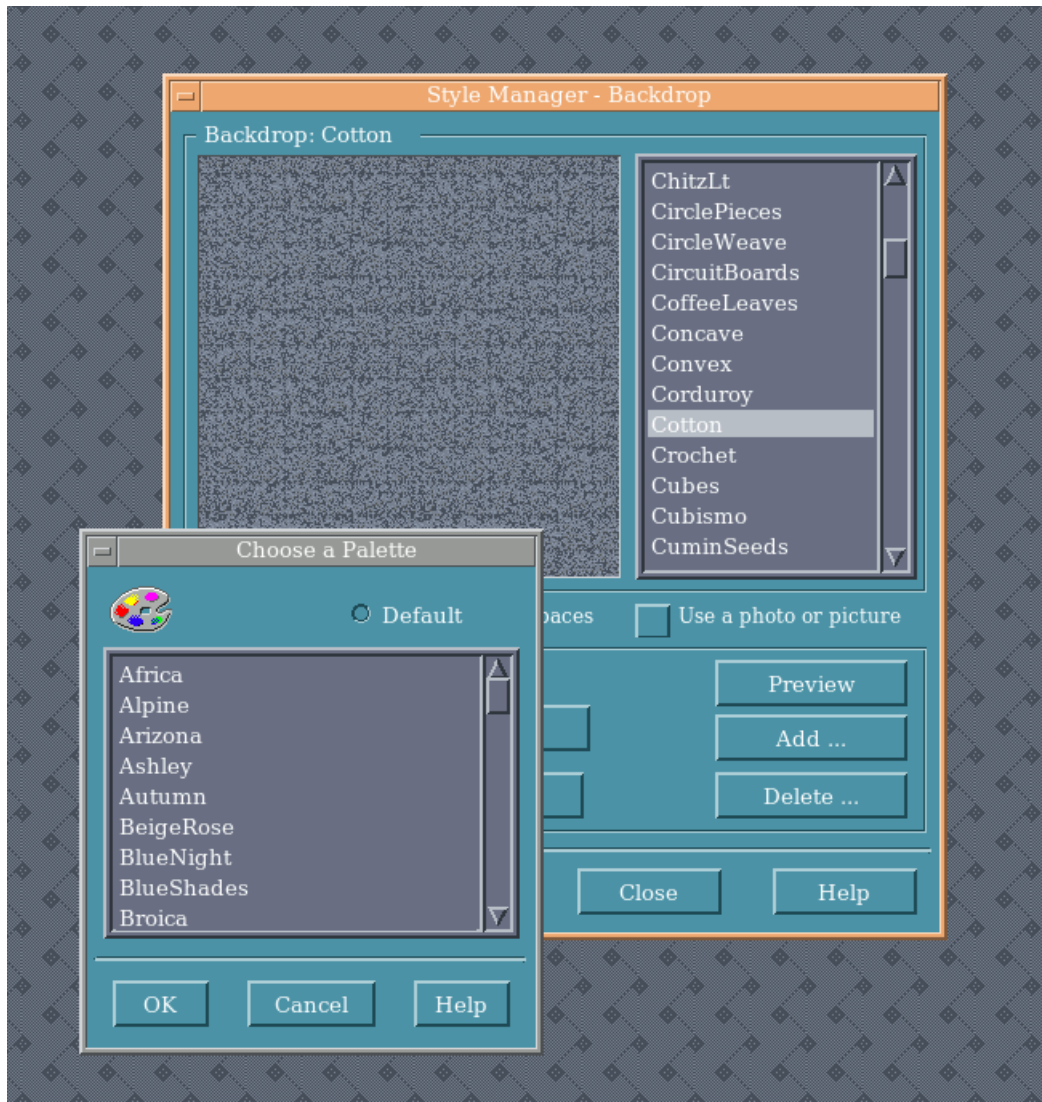 Style Manager - Backdrop
Backdrop: Cotton
ChitzLt
CirclePieces
CircleWeave
CircuitBoards
CoffeeLeaves
Concave
Convex
Corduroy
Cotton
Crochet
Cubes
Cubismo
CuminSeeds
Use a photo or picture
Preview
Add ...
Delete ...
Close
Help
Choose a Palette
Default
Africa
Alpine
Arizona
Ashley
Autumn
BeigeRose
BlueNight
BlueShades
Broica
OK
Cancel
Help